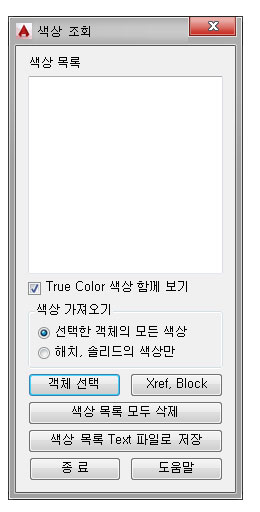 색상 조회
색상 목록
True Color 색상 함께 보기
색상 가져오기
선택한 객체의 모든 색상
해치, 솔리드의 색상만
객체 선택
Xref, Block
색상 목록 모두 삭제
색상 목록 Text 파일로 저장
종 료
도움말